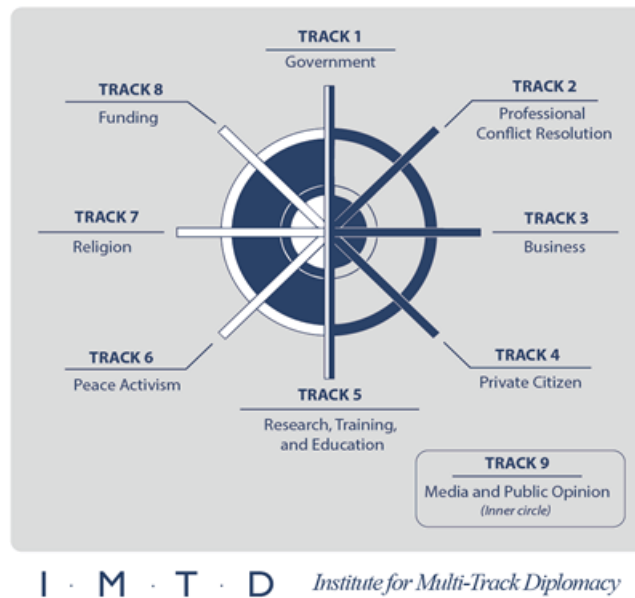 TRACK 1
Government
TRACK 2
Professional
Conflict Resolution
TRACK 3
Business
TRACK 4
Private Citizen
TRACK 5
Research, Training,
and Education
TRACK 6
Peace Activism
TRACK 7
Religion
TRACK 8
Funding
TRACK 9
Media and Public Opinion
(Inner circle)
I · M · T · D Institute for Multi-Track Diplomacy